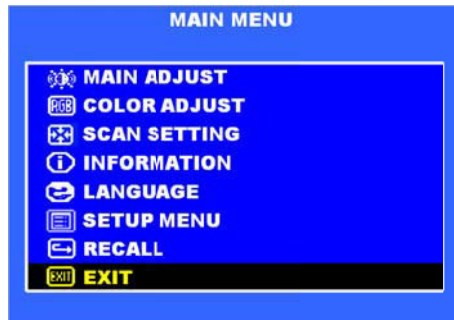 MAIN MENU
MAIN ADJUST
RGB COLOR ADJUST
SCAN SETTING
INFORMATION
LANGUAGE
SETUP MENU
RECALL
EXIT EXIT